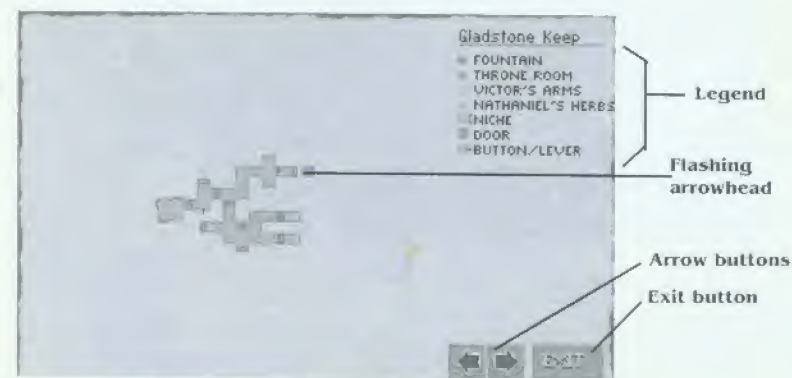 Gladstone Keep
FOUNTAIN
THRONE ROOM
VICTOR'S ARMS
NATHANIEL'S HERBS
NICHE
DOOR
BUTTON/LEVER
Legend
Flashing
arrowhead
Arrow buttons
Exit button
EXIT